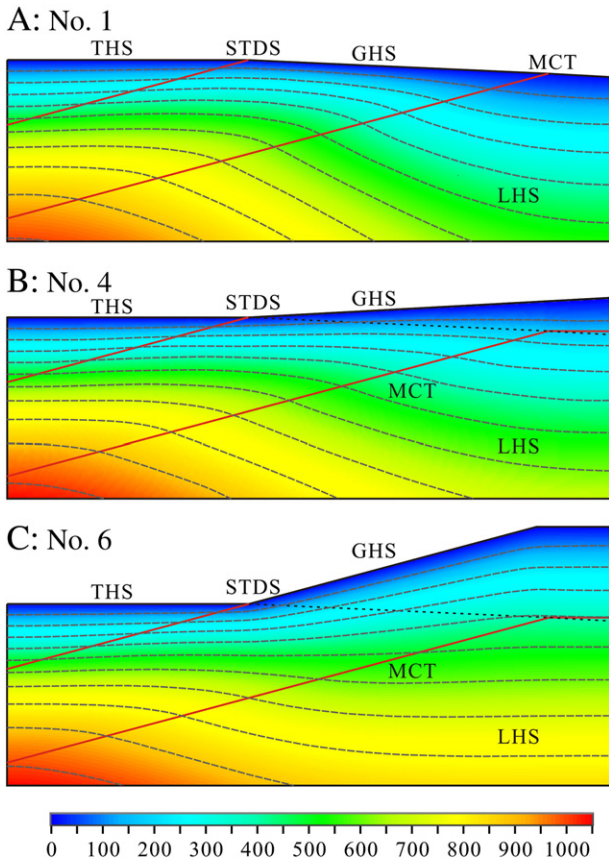 A: No. 1
THS STDS GHS MCT
LHS
B: No. 4
THS STDS GHS
MCT
LHS
C: No. 6
GHS
THS STDS
MCT
LHS
0 100 200 300 400 500 600 700 800 900 1000